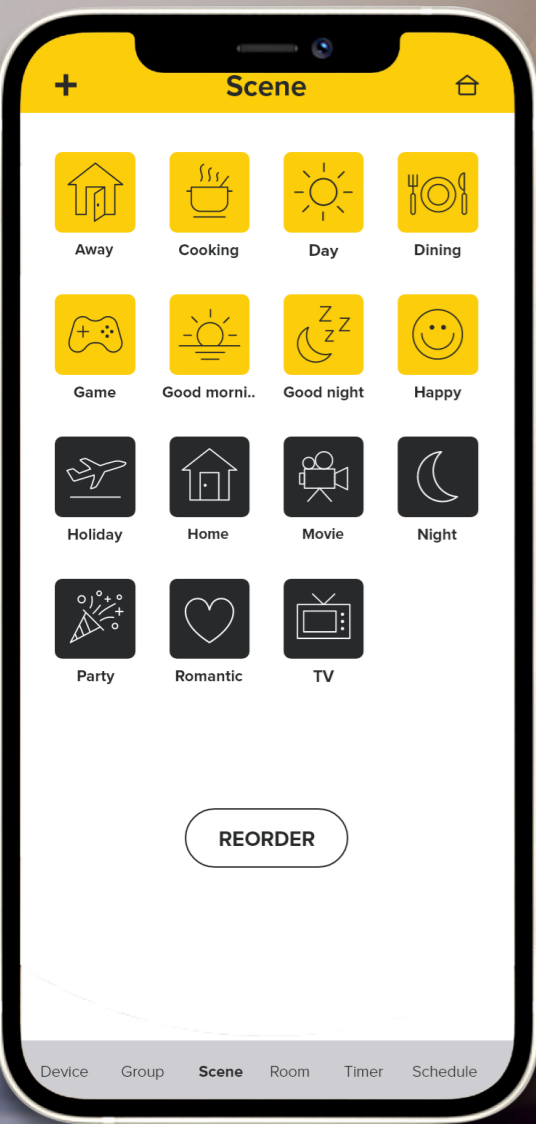 Scene
Away Cooking Day Dining
Game Good morni.. Good night Happy
Holiday Home Movie Night
Party Romantic TV
REORDER
Device Group Scene Room Timer Schedule